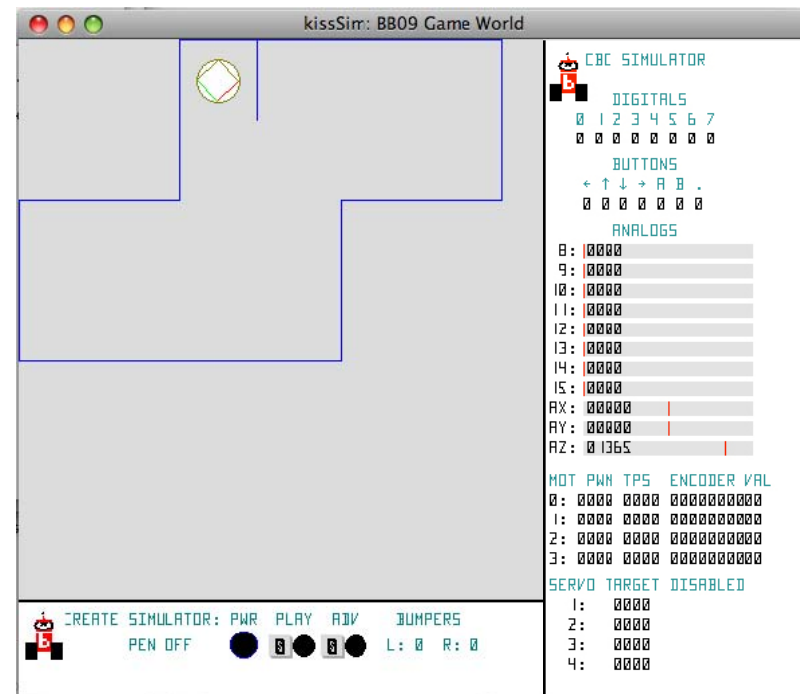 kissSim: BB09 Game World
CBC SIMULATOR
b
DIGITALS
0 1 2 3 4 5 6 7
0 0 0 0 0 0 0 0
BUTTONS
← ↑ ↓ → A B .
0 0 0 0 0 0 0
ANALOGS
8: 0000
9: 0000
10: 0000
11: 0000
12: 0000
13: 0000
14: 0000
15: 0000
AX: 00000
AY: 00000
AZ: 01365
MOT PWN TPS ENCODER VAL
0: 0000 0000 0000000000
1: 0000 0000 0000000000
2: 0000 0000 0000000000
3: 0000 0000 0000000000
SERVO TARGET DISABLED
1: 0000
2: 0000
3: 0000
4: 0000
b
CREATE SIMULATOR: PWR PLAY ADV BUMPERS
PEN OFF S S L: 0 R: 0